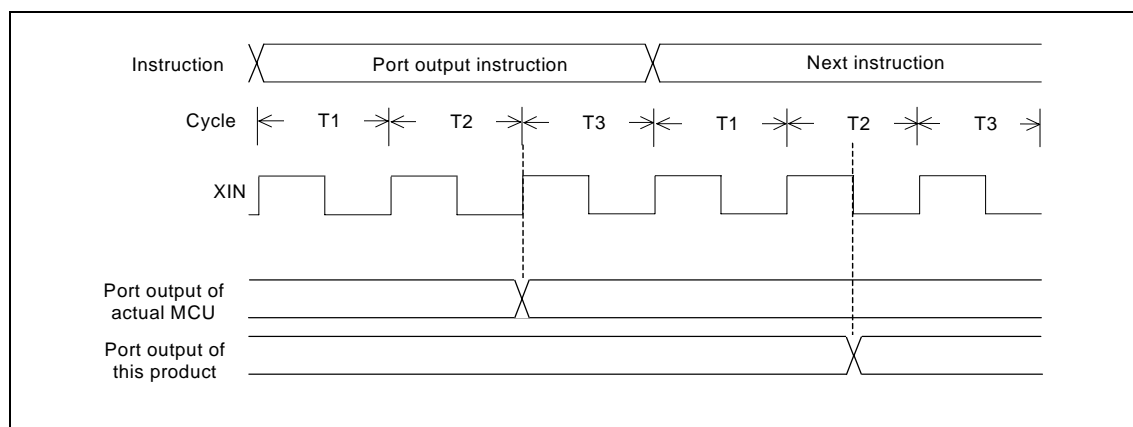 Instruction
Port output instruction
Next instruction
Cycle
T1
T2
T3
T1
T2
T3
XIN
Port output of
actual MCU
Port output of
this product